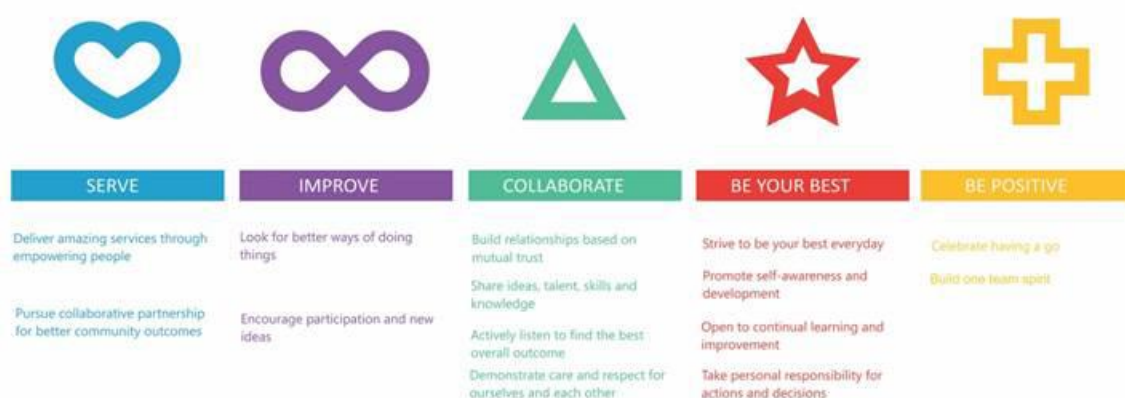 SERVE
Deliver amazing services through
empowering people
Pursue collaborative partnership
for better community outcomes
IMPROVE
Look for better ways of doing
things
Encourage participation and new
ideas
COLLABORATE
Build relationships based on
mutual trust
Share ideas, talent, skills and
knowledge
Actively listen to find the best
overall outcome
Demonstrate care and respect for
ourselves and each other
BE YOUR BEST
Strive to be your best everyday
Promote self-awareness and
development
Open to continual learning and
improvement
Take personal responsibility for
actions and decisions
BE POSITIVE
Celebrate having a go
Build one team spirit